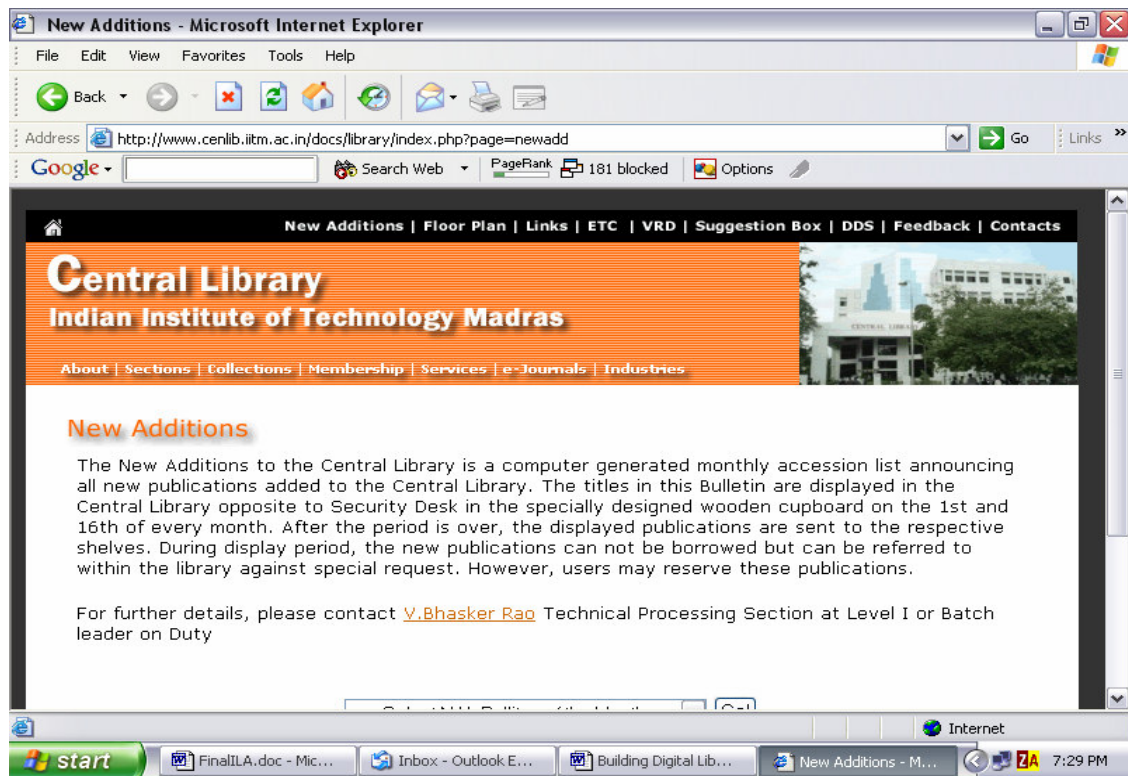 New Additions - Microsoft Internet Explorer
File Edit View Favorites Tools Help
Back
Address http://www.cenlib.iitm.ac.in/docs/library/index.php?page=newadd Go Links »
Google Search Web PageRank 181 blocked Options
New Additions | Floor Plan | Links | ETC | VRD | Suggestion Box | DDS | Feedback | Contacts
Central Library
Indian Institute of Technology Madras
CENTRAL
About | Sections | Collections | Membership | Services | e-Journals | Industries
New Additions
The New Additions to the Central Library is a computer generated monthly accession list announcing
all new publications added to the Central Library. The titles in this Bulletin are displayed in the
Central Library opposite to Security Desk in the specially designed wooden cupboard on the 1st and
16th of every month. After the period is over, the displayed publications are sent to the respective
shelves. During display period, the new publications can not be borrowed but can be referred to
within the library against special request. However, users may reserve these publications.
For further details, please contact V.Bhasker Rao Technical Processing Section at Level I or Batch
leader on Duty
Internet
start FinalILA.doc - Mic... Inbox - Outlook E... Building Digital Lib... New Additions - M... ZA 7:29 PM